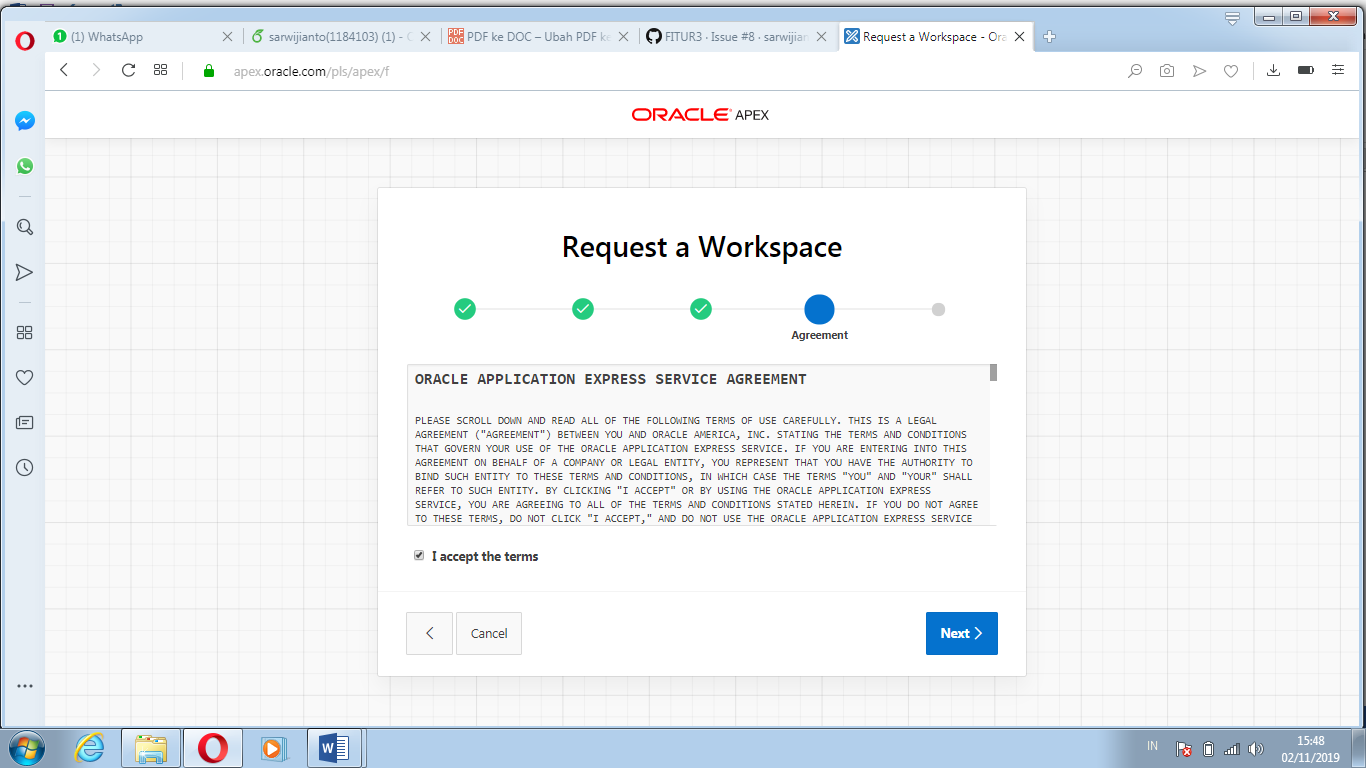 (1) WhatsApp
sarwijianto(1184103) (1) - O
PDF ke DOC – Ubah PDF ke
FITUR3 · Issue #8 · sarwijian
Request a Workspace - Ora
apex.oracle.com/pls/apex/f
ORACLE APEX
Request a Workspace
Agreement
ORACLE APPLICATION EXPRESS SERVICE AGREEMENT
PLEASE SCROLL DOWN AND READ ALL OF THE FOLLOWING TERMS OF USE CAREFULLY. THIS IS A LEGAL
AGREEMENT ("AGREEMENT") BETWEEN YOU AND ORACLE AMERICA, INC. STATING THE TERMS AND CONDITIONS
THAT GOVERN YOUR USE OF THE ORACLE APPLICATION EXPRESS SERVICE. IF YOU ARE ENTERING INTO THIS
AGREEMENT ON BEHALF OF A COMPANY OR LEGAL ENTITY, YOU REPRESENT THAT YOU HAVE THE AUTHORITY TO
BIND SUCH ENTITY TO THESE TERMS AND CONDITIONS, IN WHICH CASE THE TERMS "YOU" AND "YOUR" SHALL
REFER TO SUCH ENTITY. BY CLICKING "I ACCEPT" OR BY USING THE ORACLE APPLICATION EXPRESS
SERVICE, YOU ARE AGREEING TO ALL OF THE TERMS AND CONDITIONS STATED HEREIN. IF YOU DO NOT AGREE
TO THESE TERMS, DO NOT CLICK "I ACCEPT," AND DO NOT USE THE ORACLE APPLICATION EXPRESS SERVICE
I accept the terms
Cancel
Next
IN
15:48
02/11/2019